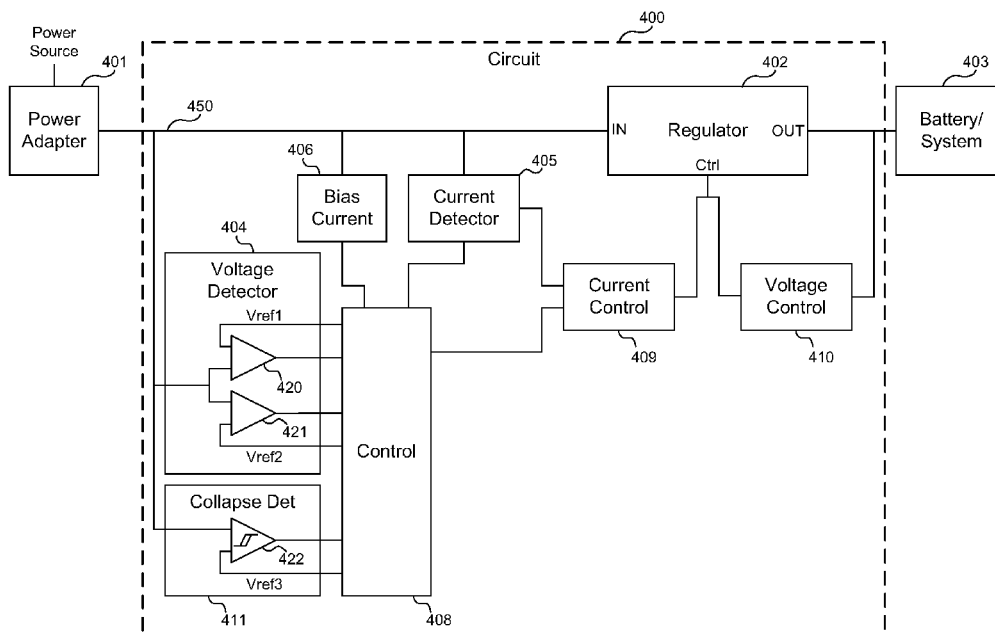 400
Power
Source
401
Circuit
402
403
Power
Adapter
450
IN
Regulator
OUT
Battery/
System
406
405
Ctrl
Bias
Current
Current
Detector
404
Voltage
Detector
Current
Control
Voltage
Control
Vref1
409
410
420
421
Control
Vref2
Collapse Det
422
Vref3
411
408